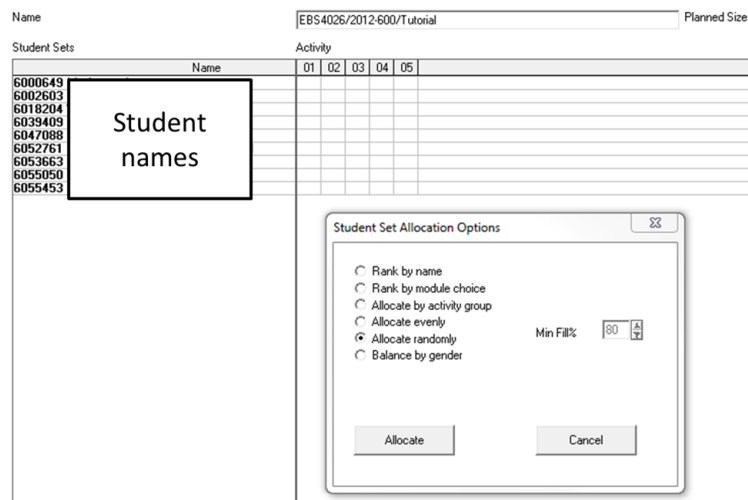 Name EBS4026/2012-600/Tutorial Planned Size
Student Sets Activity
Name 01 02 03 04 05
6000649
6002603
6018204
6039409
6047088
6052761
6053663
6055050
6055453
Student
names
Student Set Allocation Options
Rank by name
Rank by module choice
Allocate by activity group
Allocate evenly
Allocate randomly
Balance by gender
Min Fill% 80
Allocate Cancel